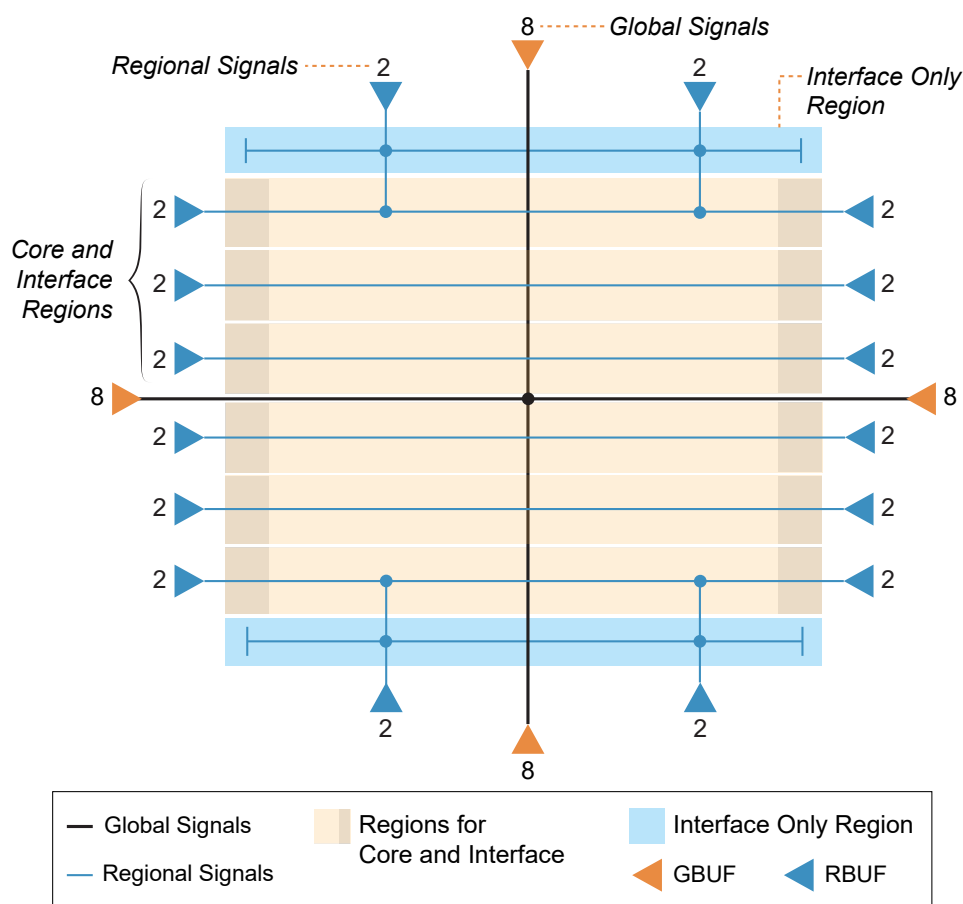 8
Global Signals
Regional Signals
2
2
Interface Only
Region
2
2
Core and
Interface
Regions
2
2
2
2
8
8
2
2
2
2
2
2
2
2
8
Global Signals
Regional Signals
Regions for
Core and Interface
Interface Only Region
GBUF
RBUF